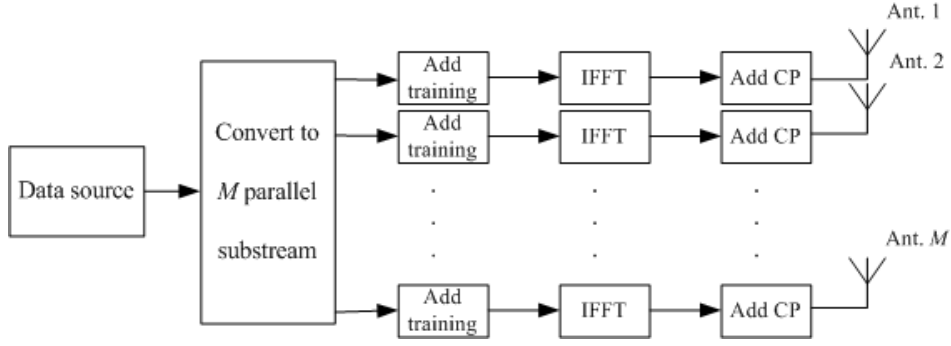 Ant. 1
Add
training
IFFT
Add CP
Ant. 2
Add
training
IFFT
Add CP
Data source
Convert to
M parallel
substream
Ant. M
Add
training
IFFT
Add CP